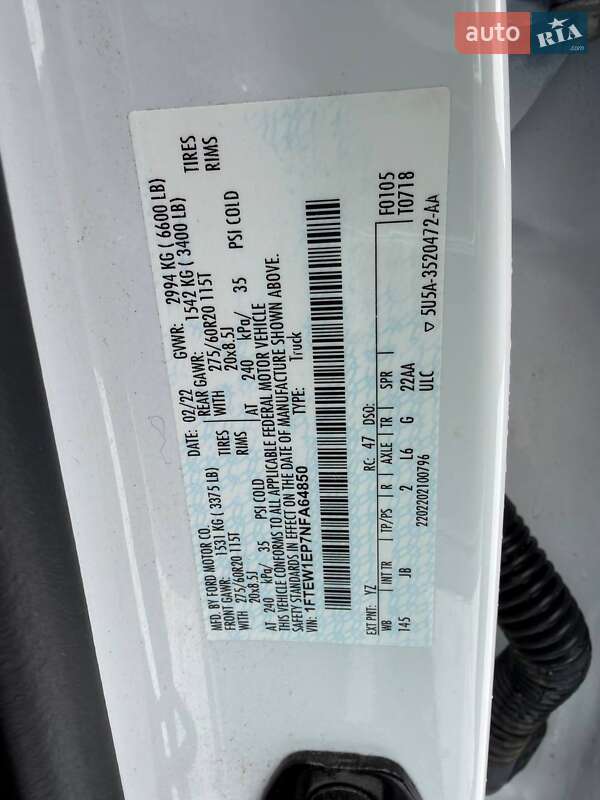 auto RIA.com
MFD. BY FORD MOTOR CO.
DATE: 02/22 GVWR: 2994 KG ( 6600 LB)
FRONT GAWR: 1531 KG ( 3375 LB) REAR GAWR: 1542 KG ( 3400 LB)
WITH 275/60R20 115T TIRES WITH 275/60R20 115T TIRES
20x8.5J RIMS 20x8.5J RIMS
AT 240 kPa/ 35 PSI COLD AT 240 kPa/ 35 PSI COLD
THIS VEHICLE CONFORMS TO ALL APPLICABLE FEDERAL MOTOR VEHICLE
SAFETY STANDARDS IN EFFECT ON THE DATE OF MANUFACTURE SHOWN ABOVE.
VIN: 1FTEW1EP7NFA64850 TYPE: Truck
F0105
T0718
EXT PNT: YZ RC: 47 DSO:
WB INT TR TP/PS R AXLE TR SPR
145 JB 2 L6 G 22AA
2202202100796 ULC
▽ 5U5A-3520472-AA